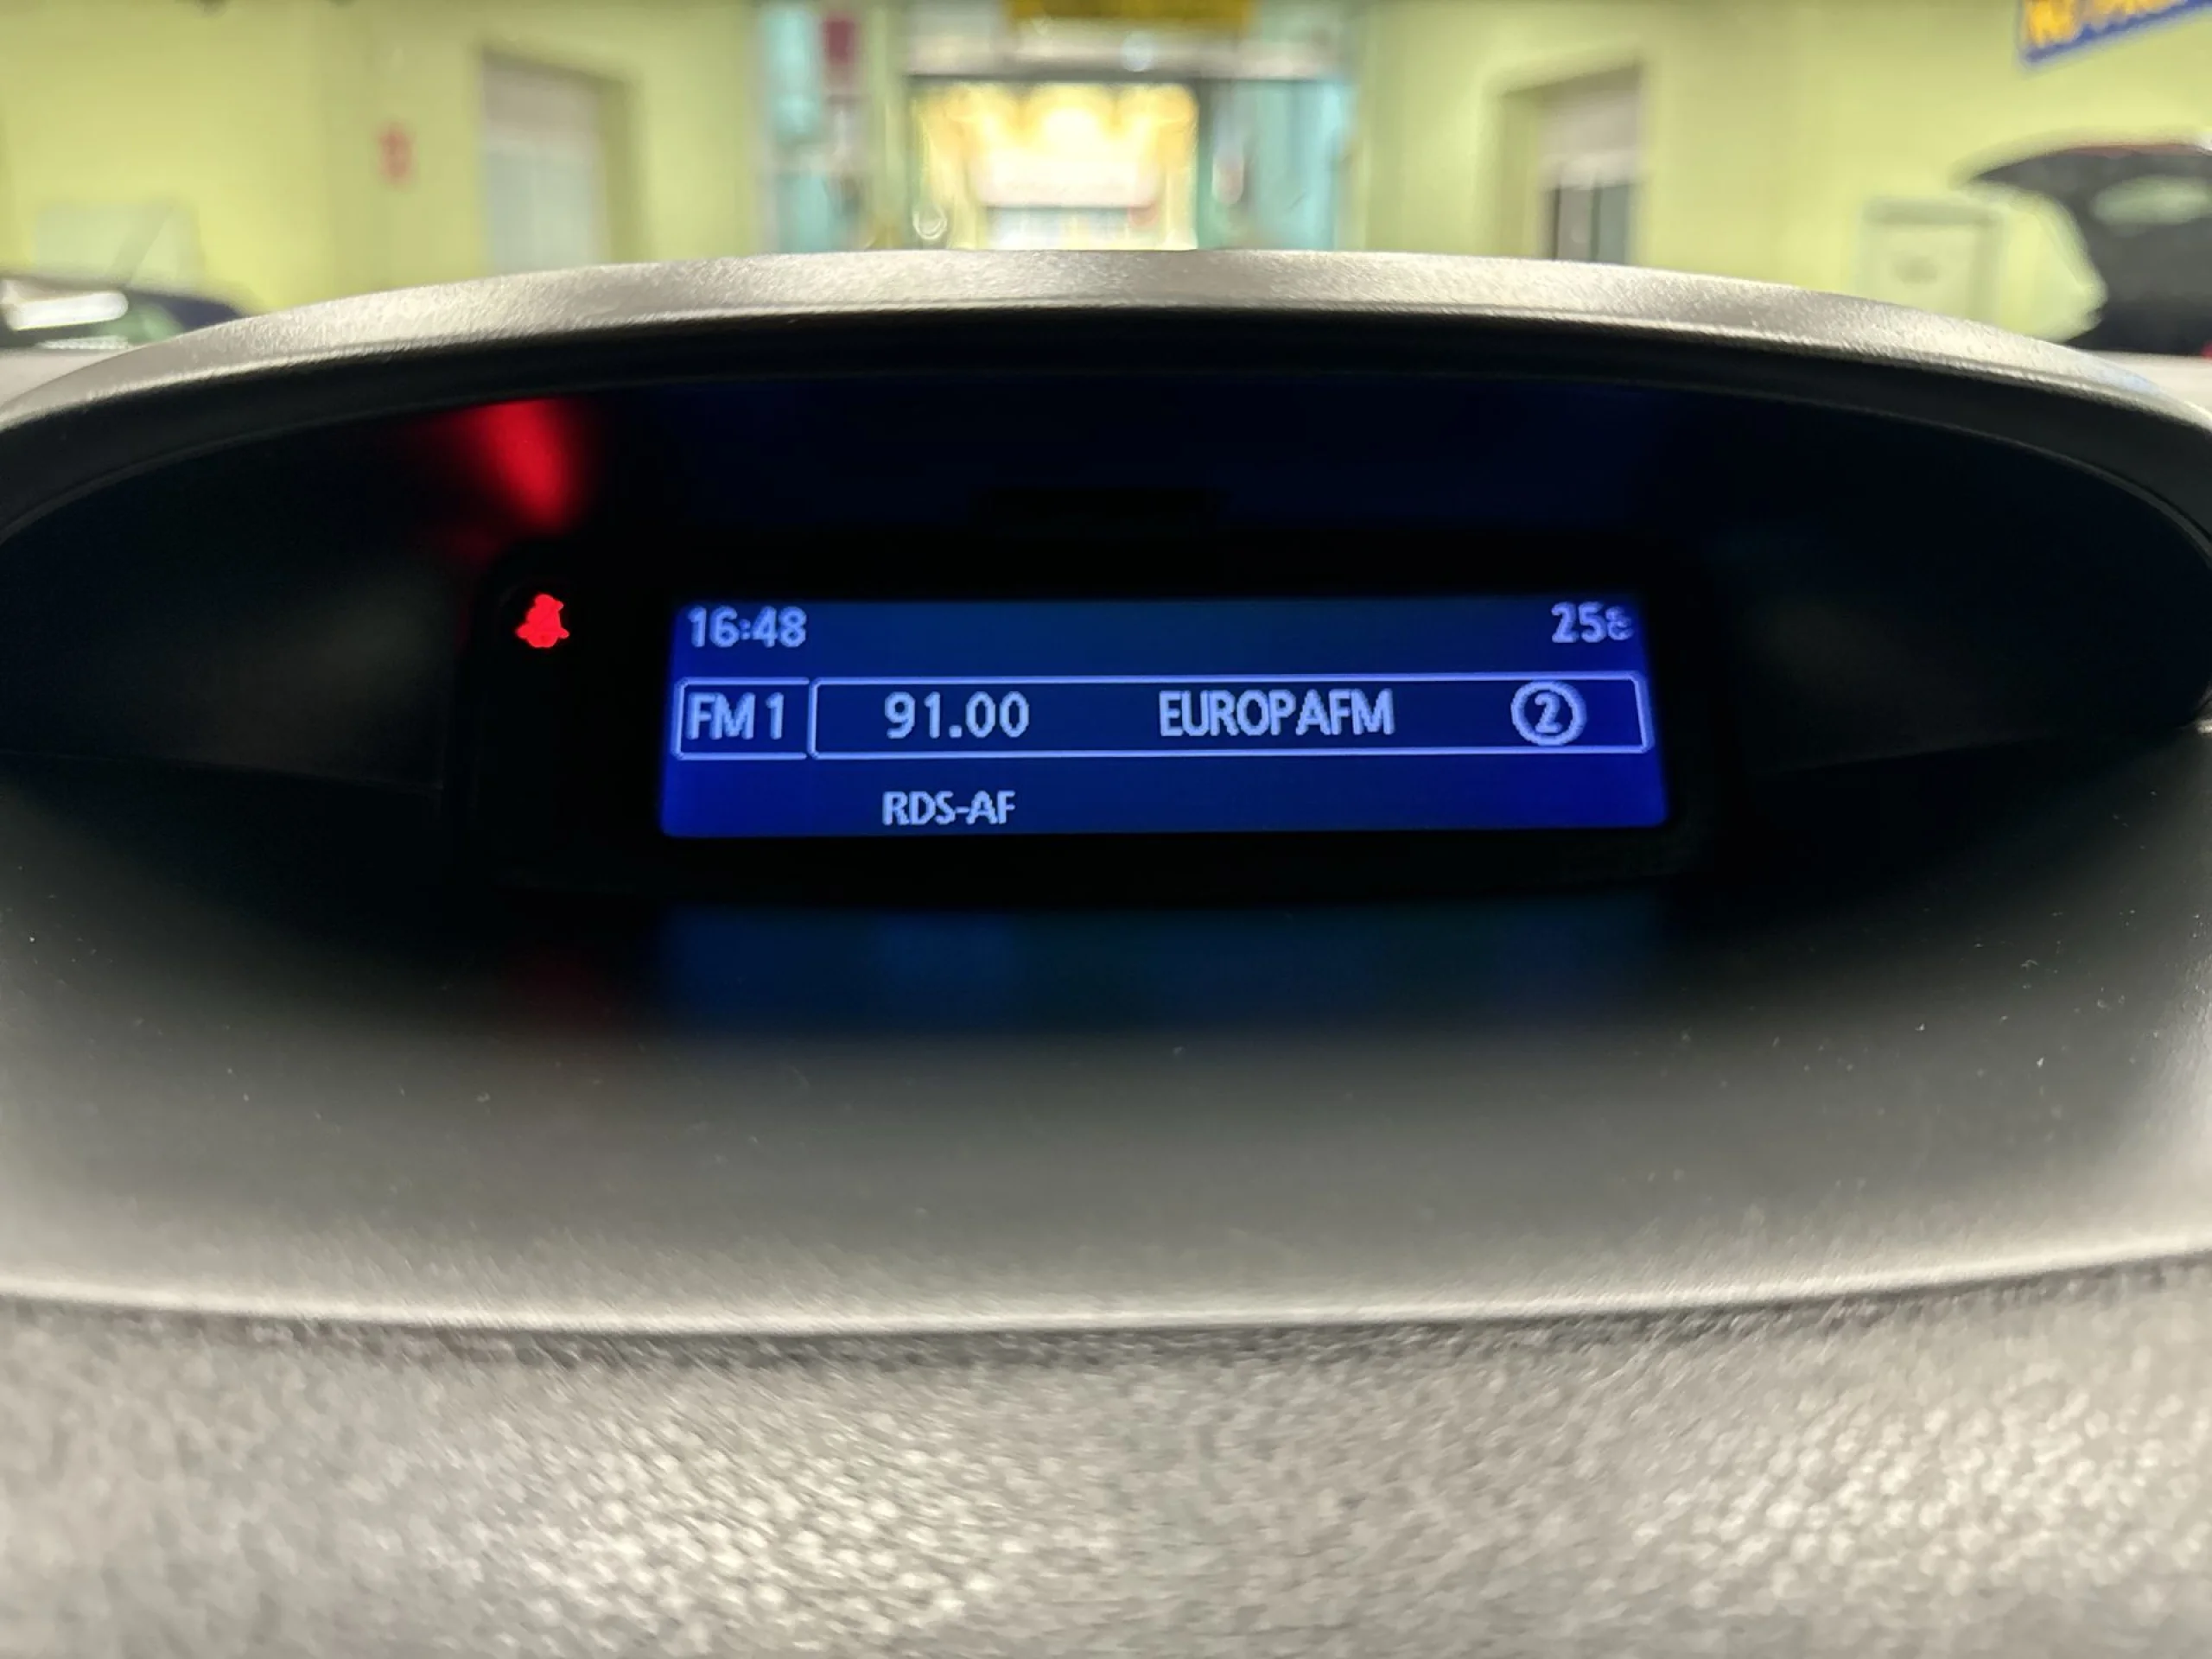 16:48 25°C
FM1 91.00 EUROPAFM 2
RDS-AF